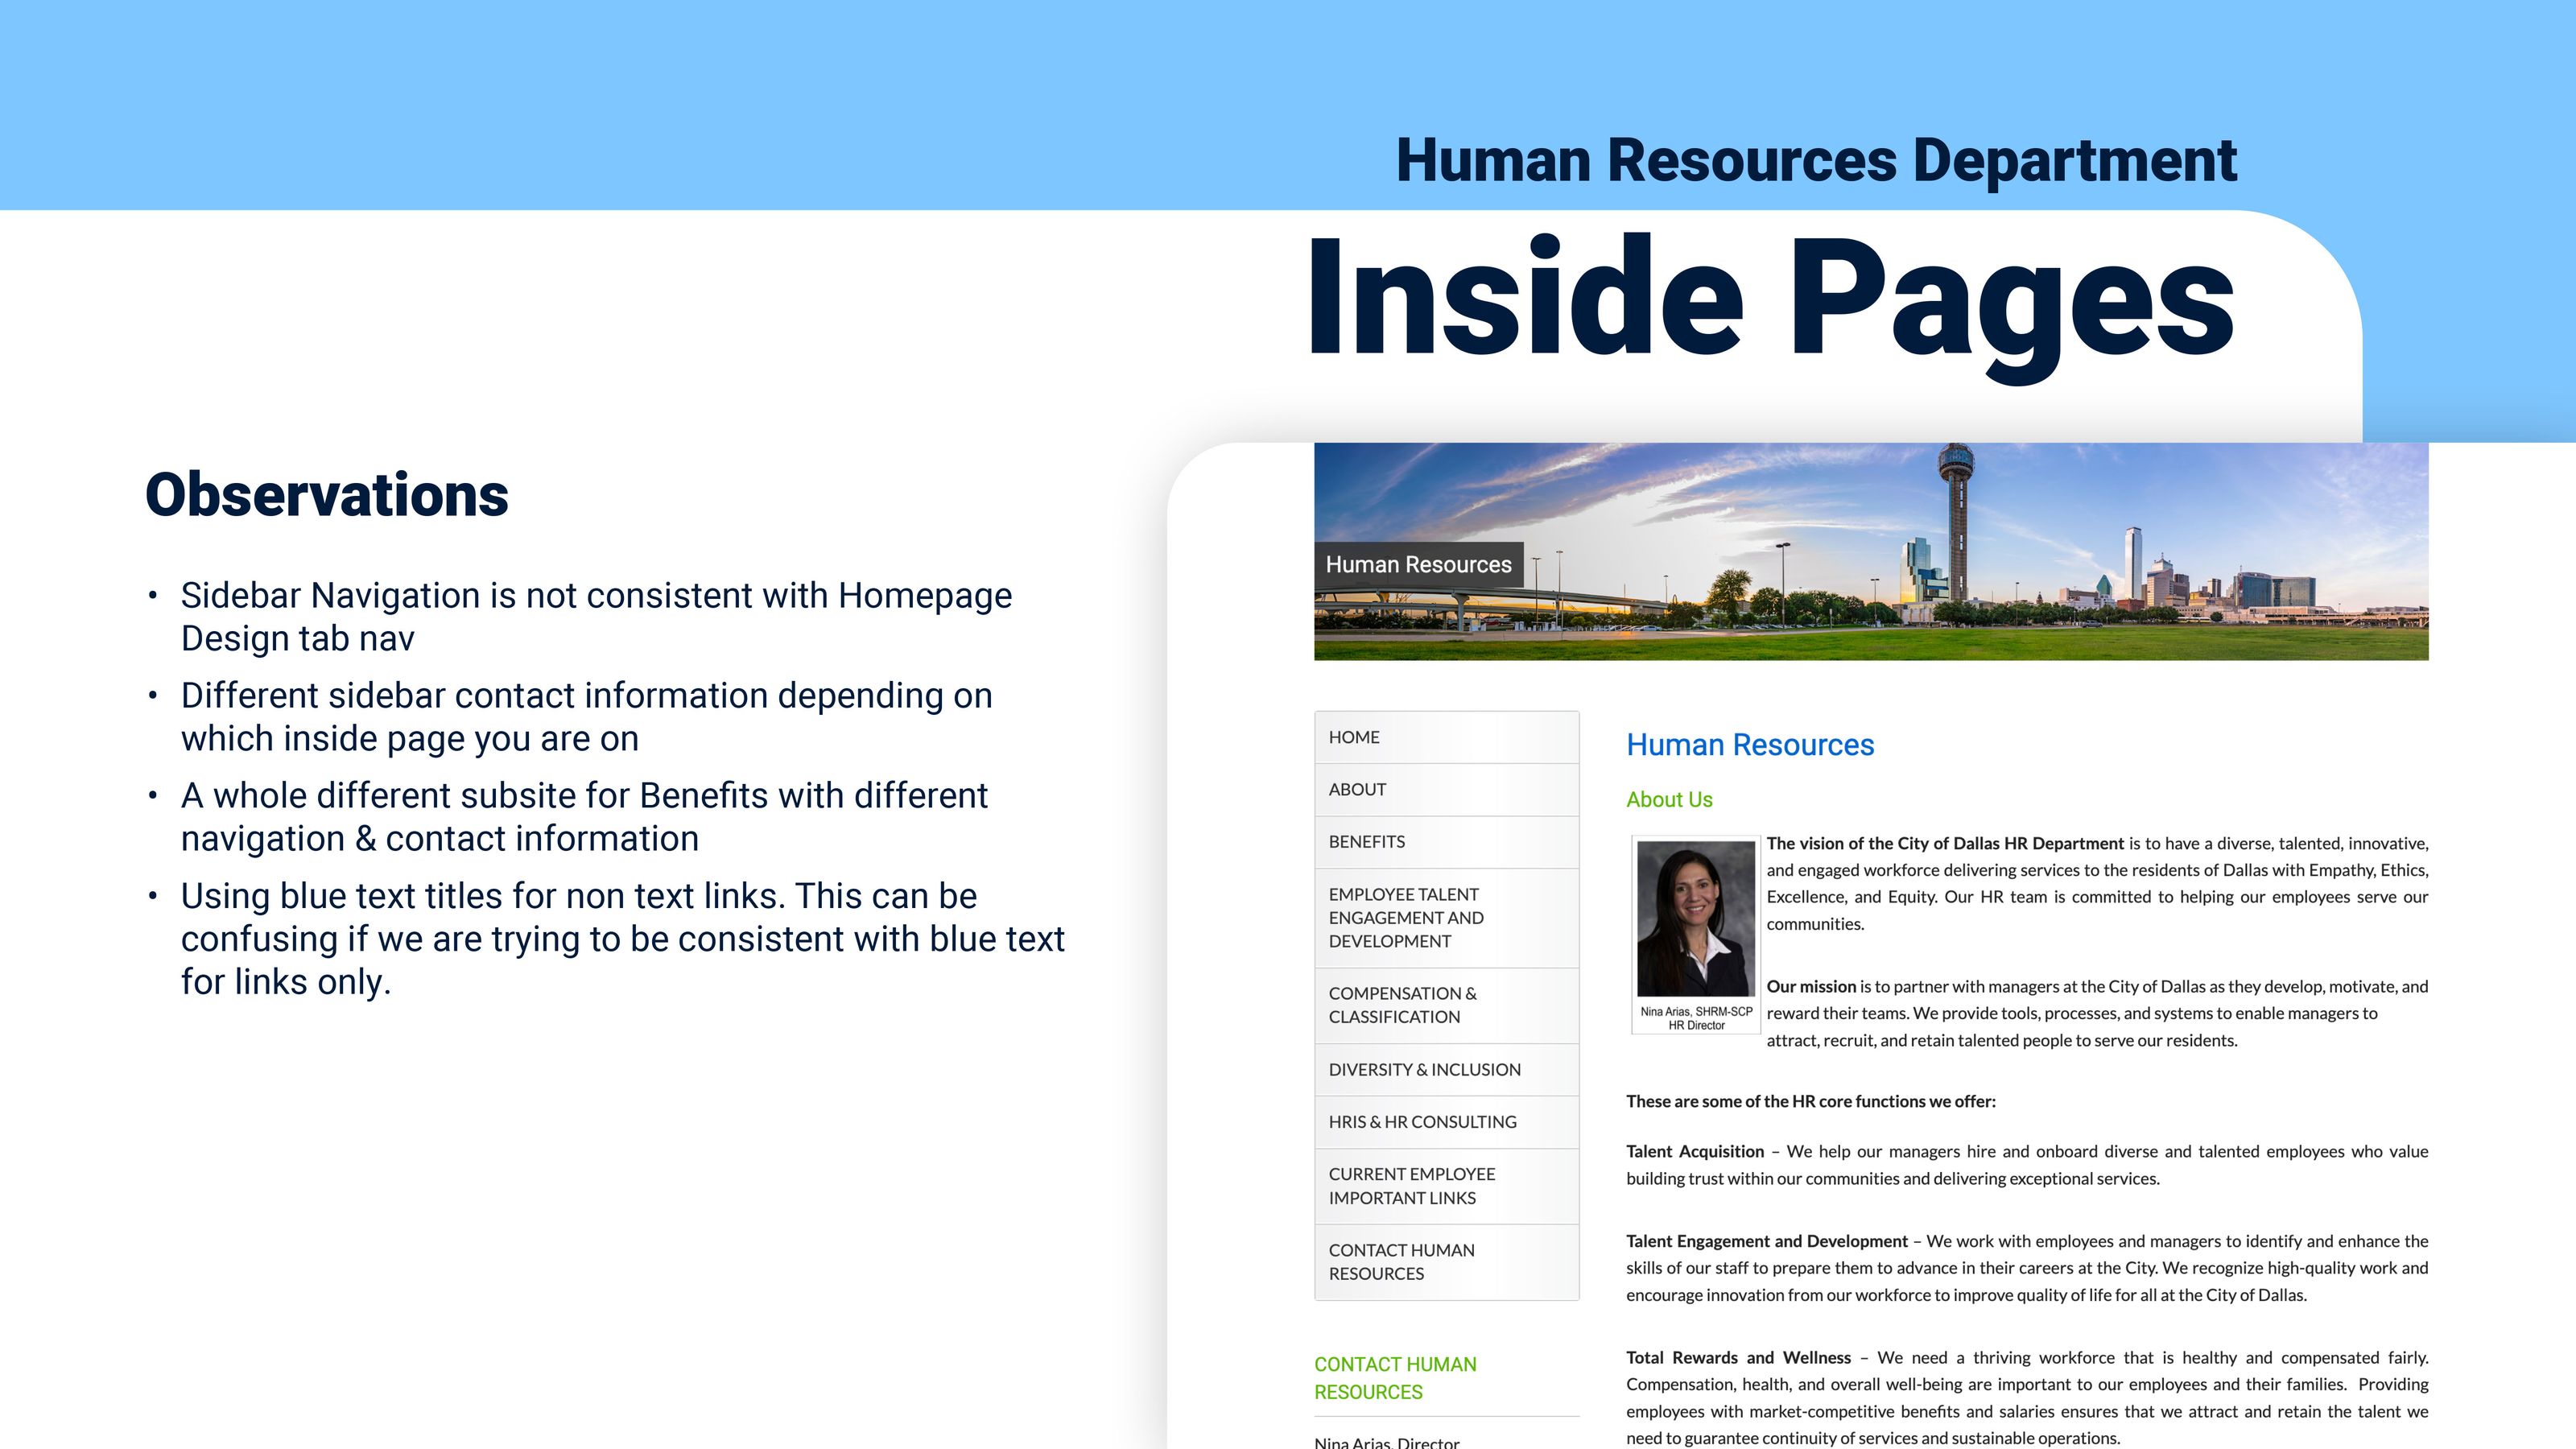 Human Resources Department
Inside Pages
Observations
• Sidebar Navigation is not consistent with Homepage
Design tab nav
• Different sidebar contact information depending on
which inside page you are on
• A whole different subsite for Benefits with different
navigation & contact information
• Using blue text titles for non text links. This can be
confusing if we are trying to be consistent with blue text
for links only.
Human Resources
HOME
ABOUT
BENEFITS
EMPLOYEE TALENT
ENGAGEMENT AND
DEVELOPMENT
COMPENSATION &
CLASSIFICATION
DIVERSITY & INCLUSION
HRIS & HR CONSULTING
CURRENT EMPLOYEE
IMPORTANT LINKS
CONTACT HUMAN
RESOURCES
CONTACT HUMAN
RESOURCES
Nina Arias, Director
Human Resources
About Us
Nina Arias, SHRM-SCP
HR Director
The vision of the City of Dallas HR Department is to have a diverse, talented, innovative,
and engaged workforce delivering services to the residents of Dallas with Empathy, Ethics,
Excellence, and Equity. Our HR team is committed to helping our employees serve our
communities.
Our mission is to partner with managers at the City of Dallas as they develop, motivate, and
reward their teams. We provide tools, processes, and systems to enable managers to
attract, recruit, and retain talented people to serve our residents.
These are some of the HR core functions we offer:
Talent Acquisition – We help our managers hire and onboard diverse and talented employees who value
building trust within our communities and delivering exceptional services.
Talent Engagement and Development – We work with employees and managers to identify and enhance the
skills of our staff to prepare them to advance in their careers at the City. We recognize high-quality work and
encourage innovation from our workforce to improve quality of life for all at the City of Dallas.
Total Rewards and Wellness – We need a thriving workforce that is healthy and compensated fairly.
Compensation, health, and overall well-being are important to our employees and their families. Providing
employees with market-competitive benefits and salaries ensures that we attract and retain the talent we
need to guarantee continuity of services and sustainable operations.